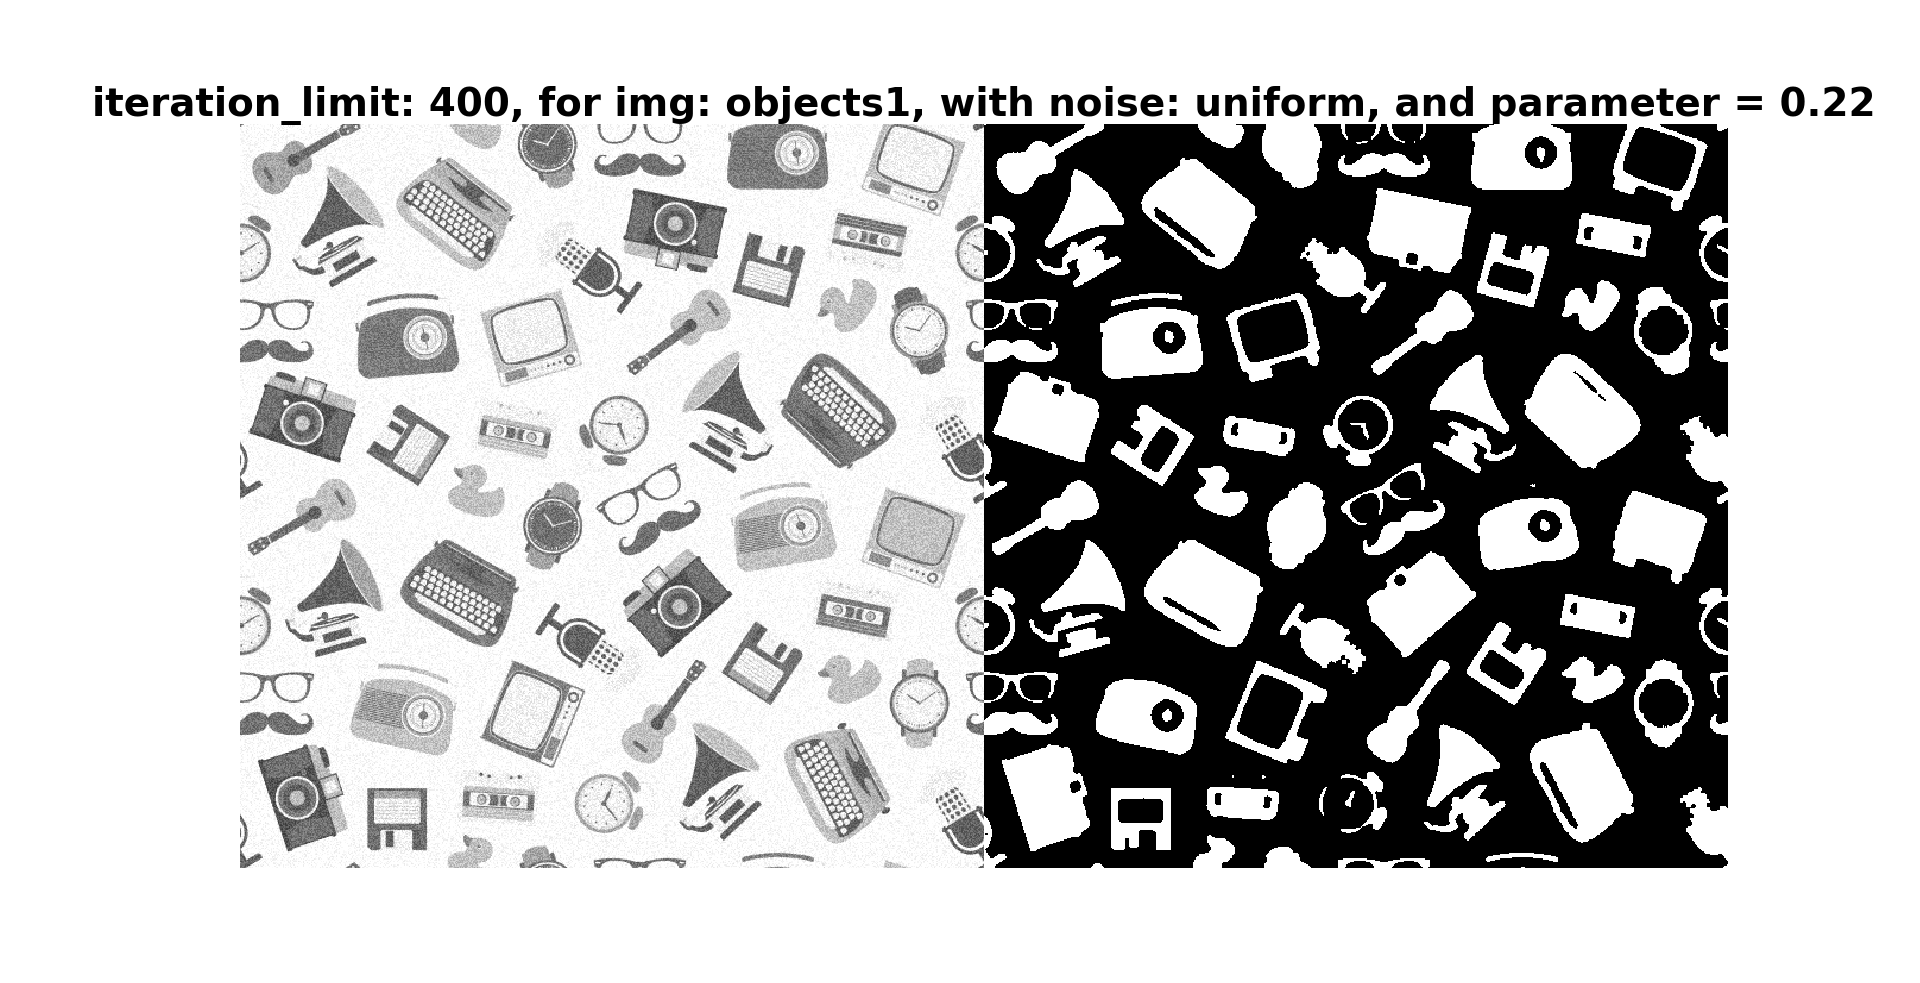 iteration_limit: 400, for img: objects1, with noise: uniform, and parameter = 0.22